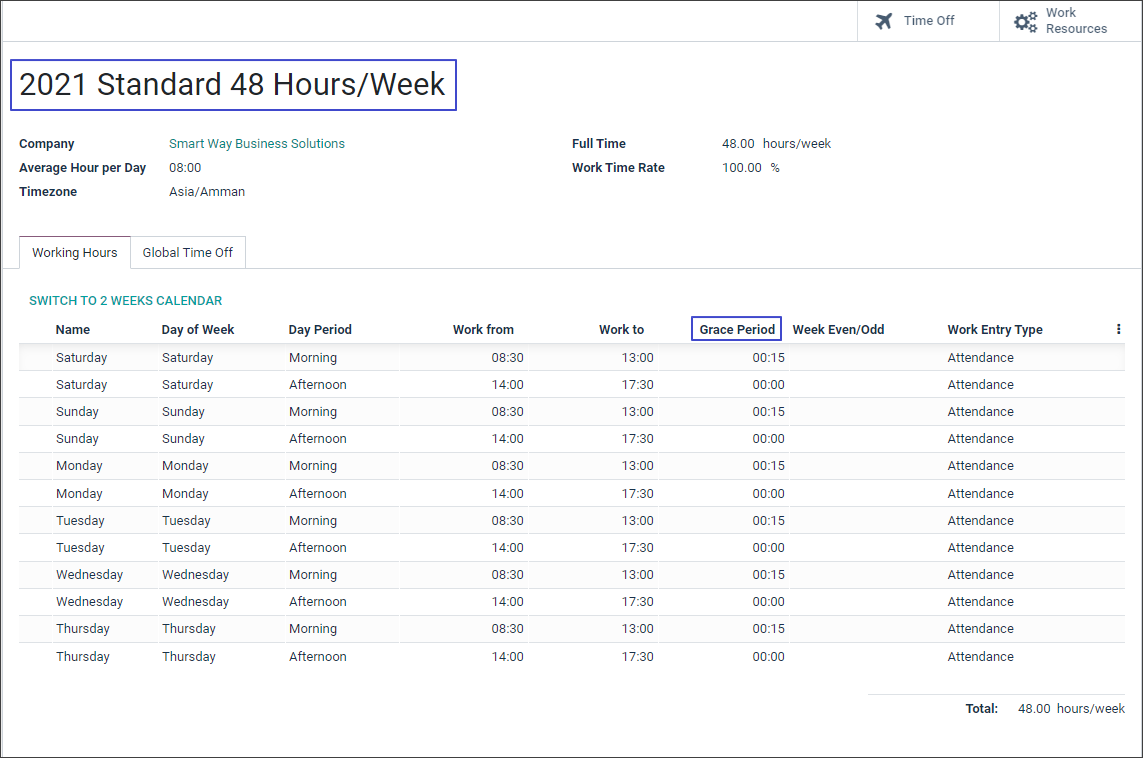 Time Off
Work
Resources
2021 Standard 48 Hours/Week
Company Smart Way Business Solutions Full Time 48.00 hours/week
Average Hour per Day 08:00 Work Time Rate 100.00 %
Timezone Asia/Amman
Working Hours Global Time Off
SWITCH TO 2 WEEKS CALENDAR
Name Day of Week Day Period Work from Work to Grace Period Week Even/Odd Work Entry Type
Saturday Saturday Morning 08:30 13:00 00:15 Attendance
Saturday Saturday Afternoon 14:00 17:30 00:00 Attendance
Sunday Sunday Morning 08:30 13:00 00:15 Attendance
Sunday Sunday Afternoon 14:00 17:30 00:00 Attendance
Monday Monday Morning 08:30 13:00 00:15 Attendance
Monday Monday Afternoon 14:00 17:30 00:00 Attendance
Tuesday Tuesday Morning 08:30 13:00 00:15 Attendance
Tuesday Tuesday Afternoon 14:00 17:30 00:00 Attendance
Wednesday Wednesday Morning 08:30 13:00 00:15 Attendance
Wednesday Wednesday Afternoon 14:00 17:30 00:00 Attendance
Thursday Thursday Morning 08:30 13:00 00:15 Attendance
Thursday Thursday Afternoon 14:00 17:30 00:00 Attendance
Total: 48.00 hours/week